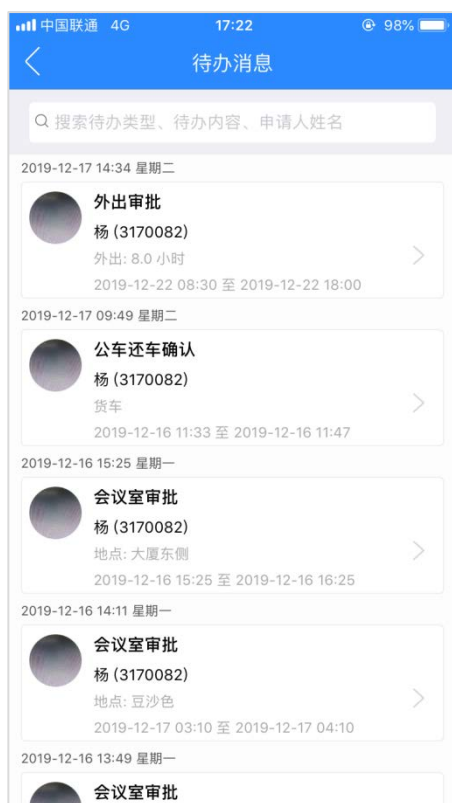 中国联通 4G 17:22 98%
待办消息
搜索待办类型、待办内容、申请人姓名
2019-12-17 14:34 星期二
外出审批
杨 (3170082)
外出: 8.0 小时
2019-12-22 08:30 至 2019-12-22 18:00
2019-12-17 09:49 星期二
公车还车确认
杨 (3170082)
货车
2019-12-16 11:33 至 2019-12-16 11:47
2019-12-16 15:25 星期一
会议室审批
杨 (3170082)
地点: 大厦东侧
2019-12-16 15:25 至 2019-12-16 16:25
2019-12-16 14:11 星期一
会议室审批
杨 (3170082)
地点: 豆沙色
2019-12-17 03:10 至 2019-12-17 04:10
2019-12-16 13:49 星期一
会议室审批